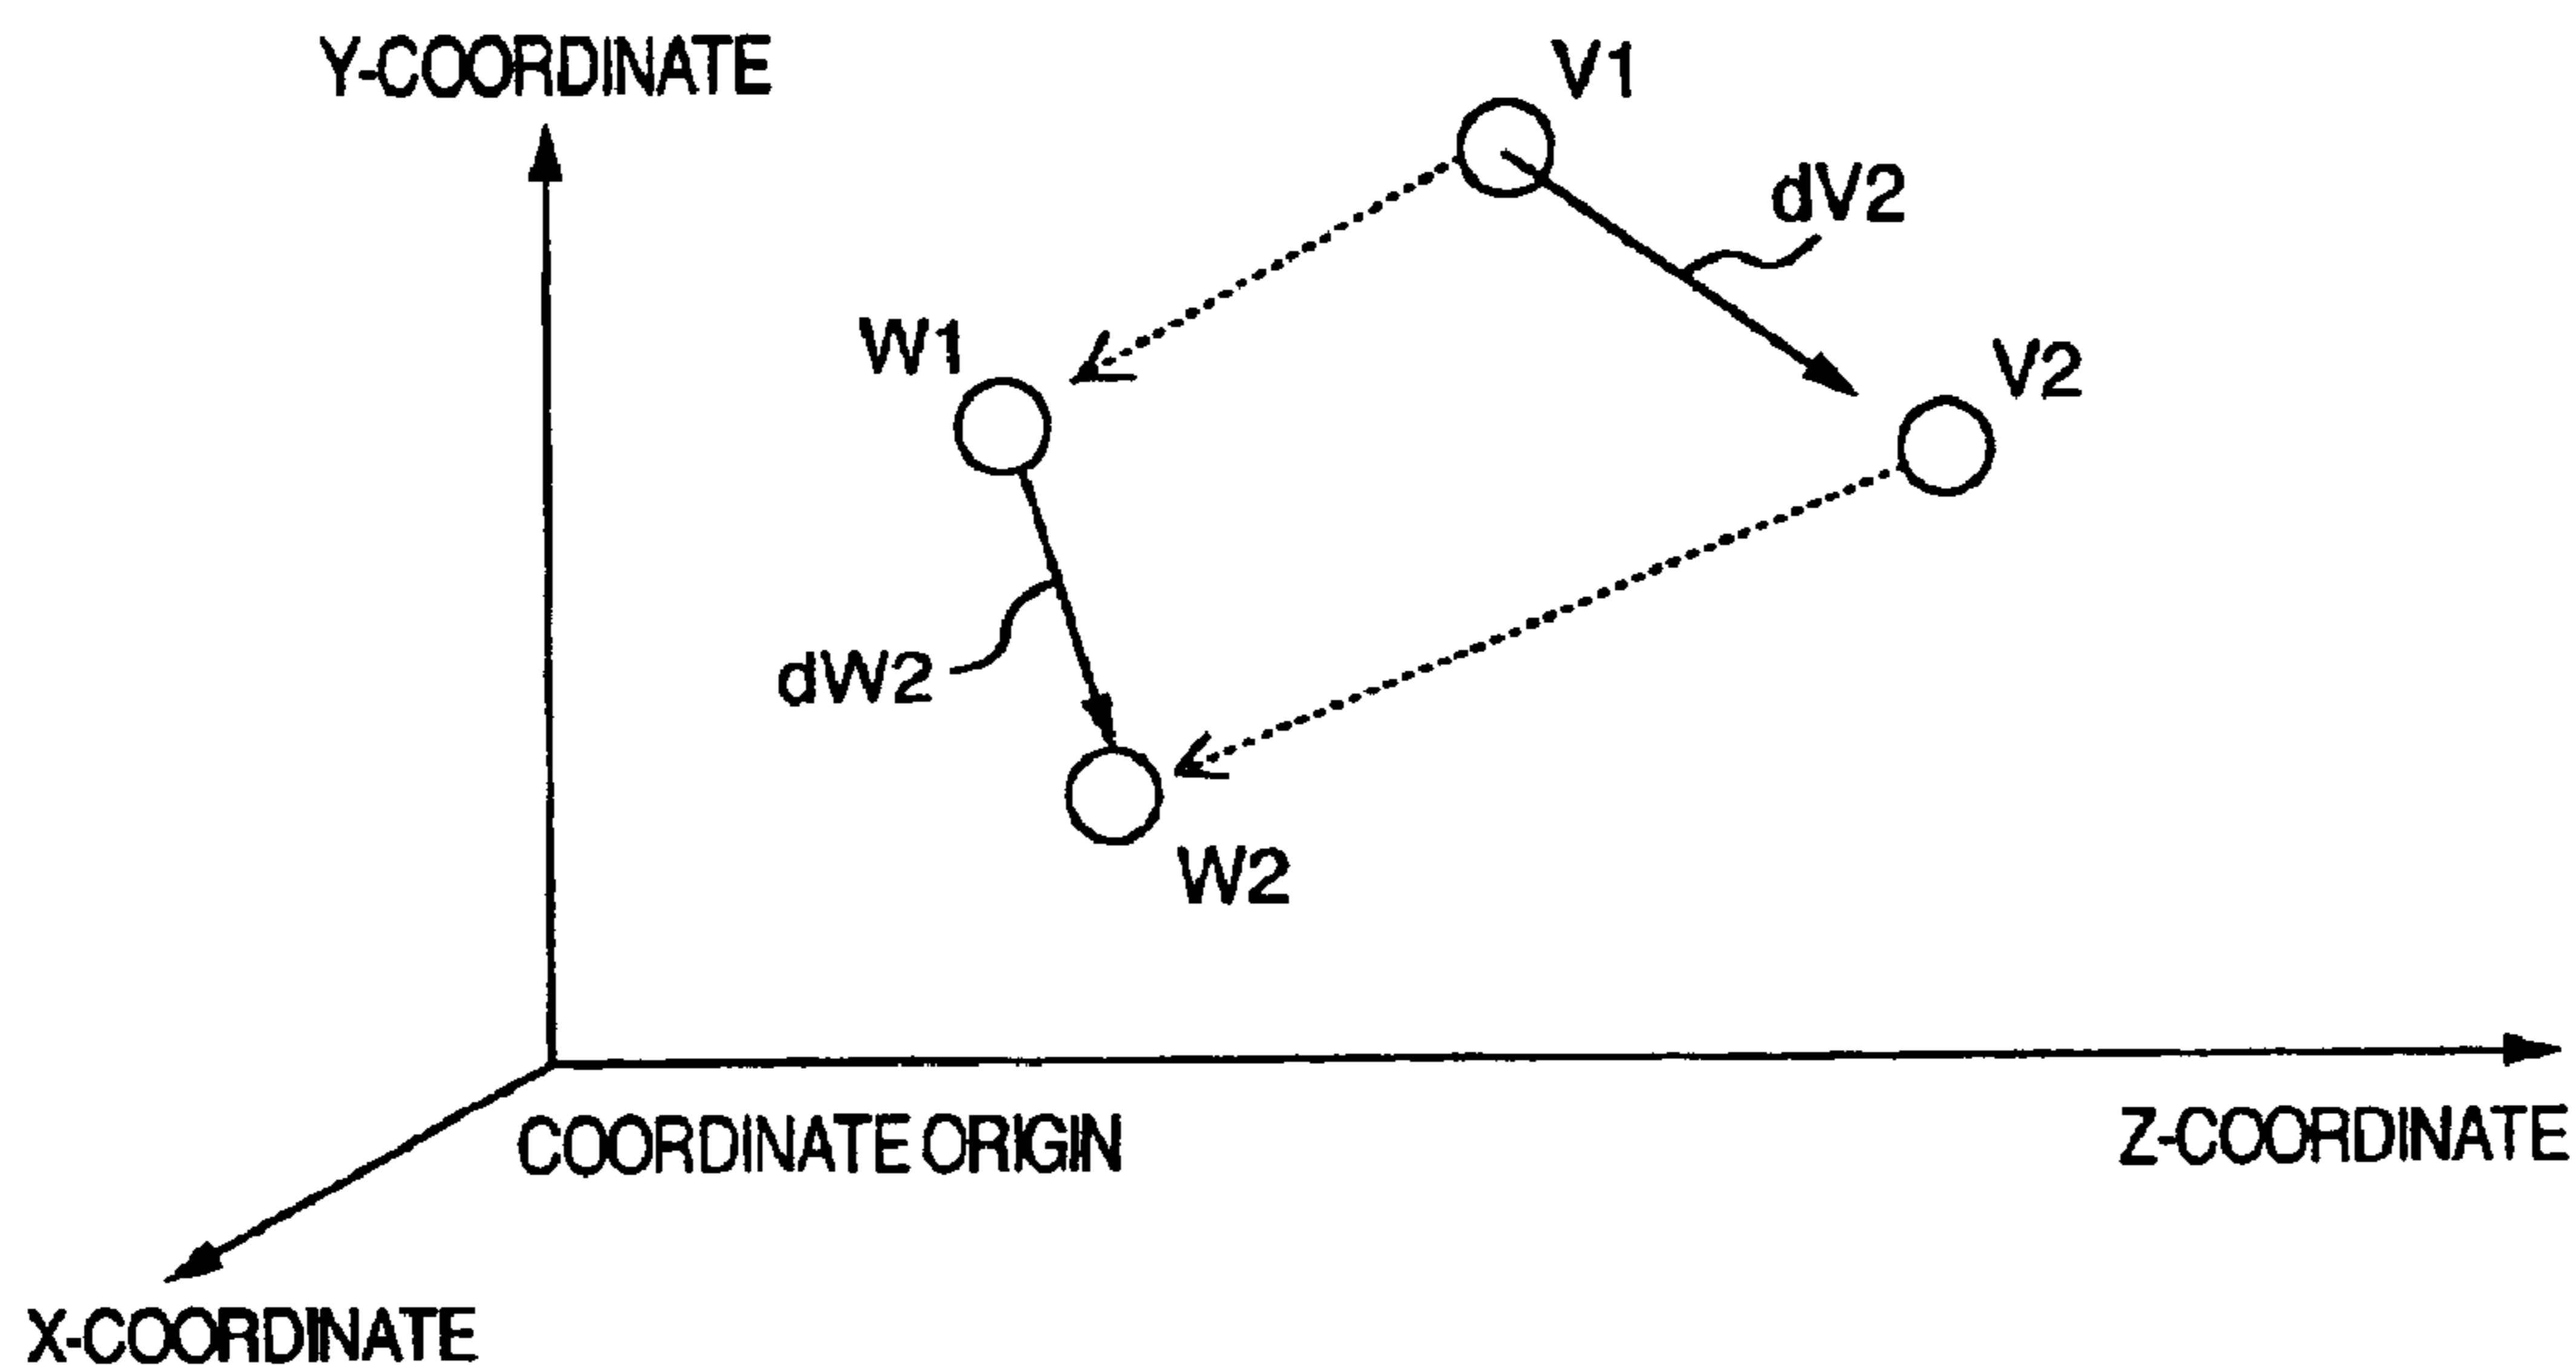 Y-COORDINATE
V1
dV2
W1
V2
dW2
W2
COORDINATE ORIGIN
Z-COORDINATE
X-COORDINATE